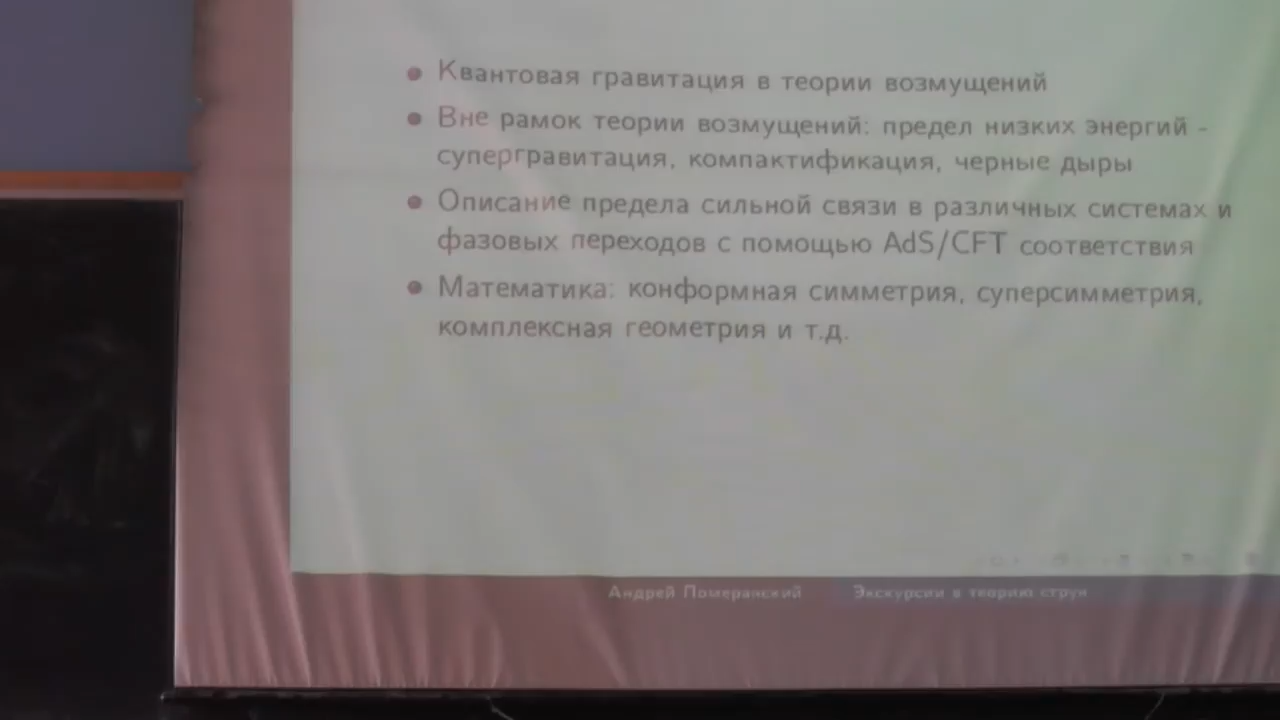 Квантовая гравитация в теории возмущений
Вне рамок теории возмущений: предел низких энергий -
супергравитация, компактификация, черные дыры
Описание предела сильной связи в различных системах и
фазовых переходов с помощью AdS/CFT соответствия
Математика: конформная симметрия, суперсимметрия,
комплексная геометрия и т.д.
Андрей Померанский Экскурсии в теорию струн